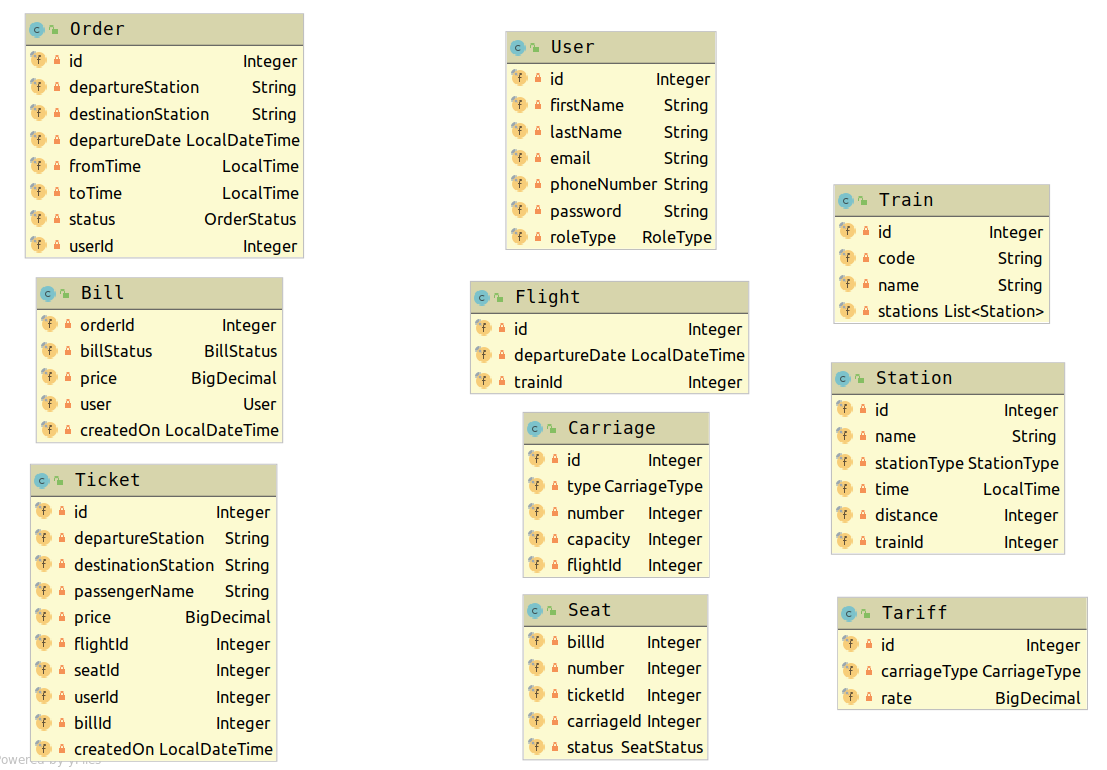 Order
id Integer
departureStation String
destinationStation String
departureDate LocalDateTime
fromTime LocalTime
toTime LocalTime
status OrderStatus
userId Integer
Bill
orderId Integer
billStatus BillStatus
price BigDecimal
user User
createdOn LocalDateTime
Ticket
id Integer
departureStation String
destinationStation String
passengerName String
price BigDecimal
flightId Integer
seatId Integer
userId Integer
billId Integer
createdOn LocalDateTime
User
id Integer
firstName String
lastName String
email String
phoneNumber String
password String
roleType RoleType
Flight
id Integer
departureDate LocalDateTime
trainId Integer
Carriage
id Integer
type CarriageType
number Integer
capacity Integer
flightId Integer
Seat
billId Integer
number Integer
ticketId Integer
carriageId Integer
status SeatStatus
Train
id Integer
code String
name String
stations List<Station>
Station
id Integer
name String
stationType StationType
time LocalTime
distance Integer
trainId Integer
Tariff
id Integer
carriageType CarriageType
rate BigDecimal